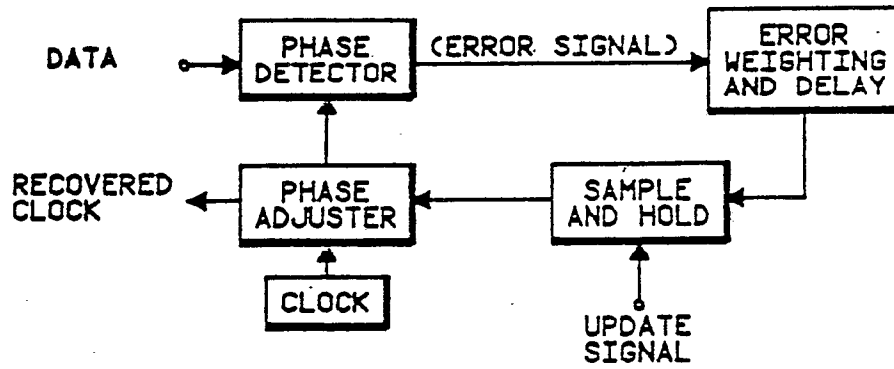 DATA
PHASE
DETECTOR
(ERROR SIGNAL)
ERROR
WEIGHTING
AND DELAY
RECOVERED
CLOCK
PHASE
ADJUSTER
SAMPLE
AND HOLD
CLOCK
UPDATE
SIGNAL